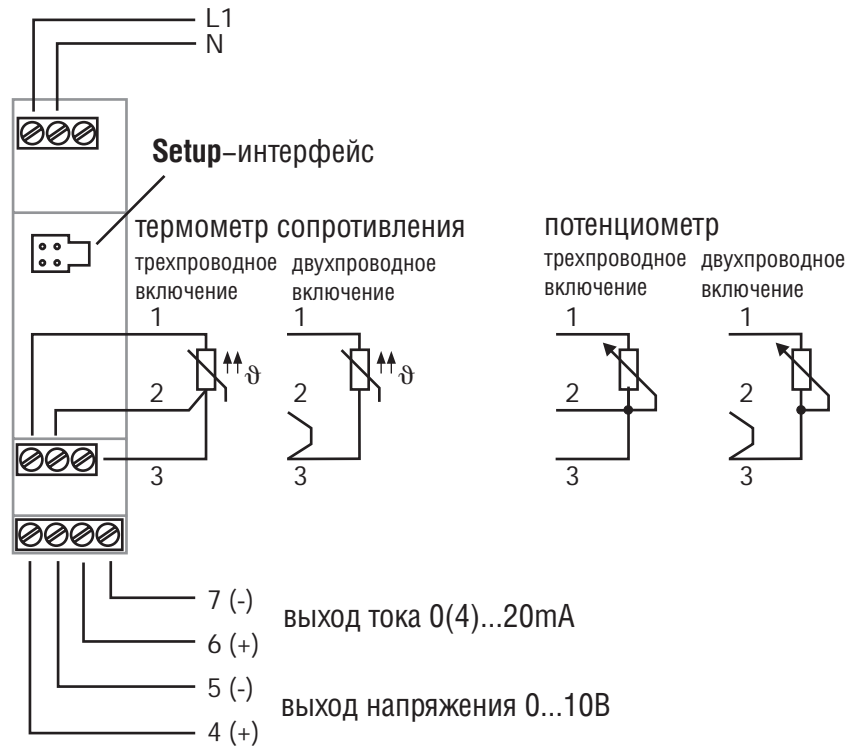 L1
N
Setup–интерфейс
термометр сопротивления
потенциометр
трехпроводное включение
двухпроводное включение
трехпроводное включение
двухпроводное включение
1
1
1
1
ϑ
ϑ
2
2
2
2
3
3
3
3
7 (-)
выход тока 0(4)...20mA
6 (+)
5 (-)
выход напряжения 0...10В
4 (+)